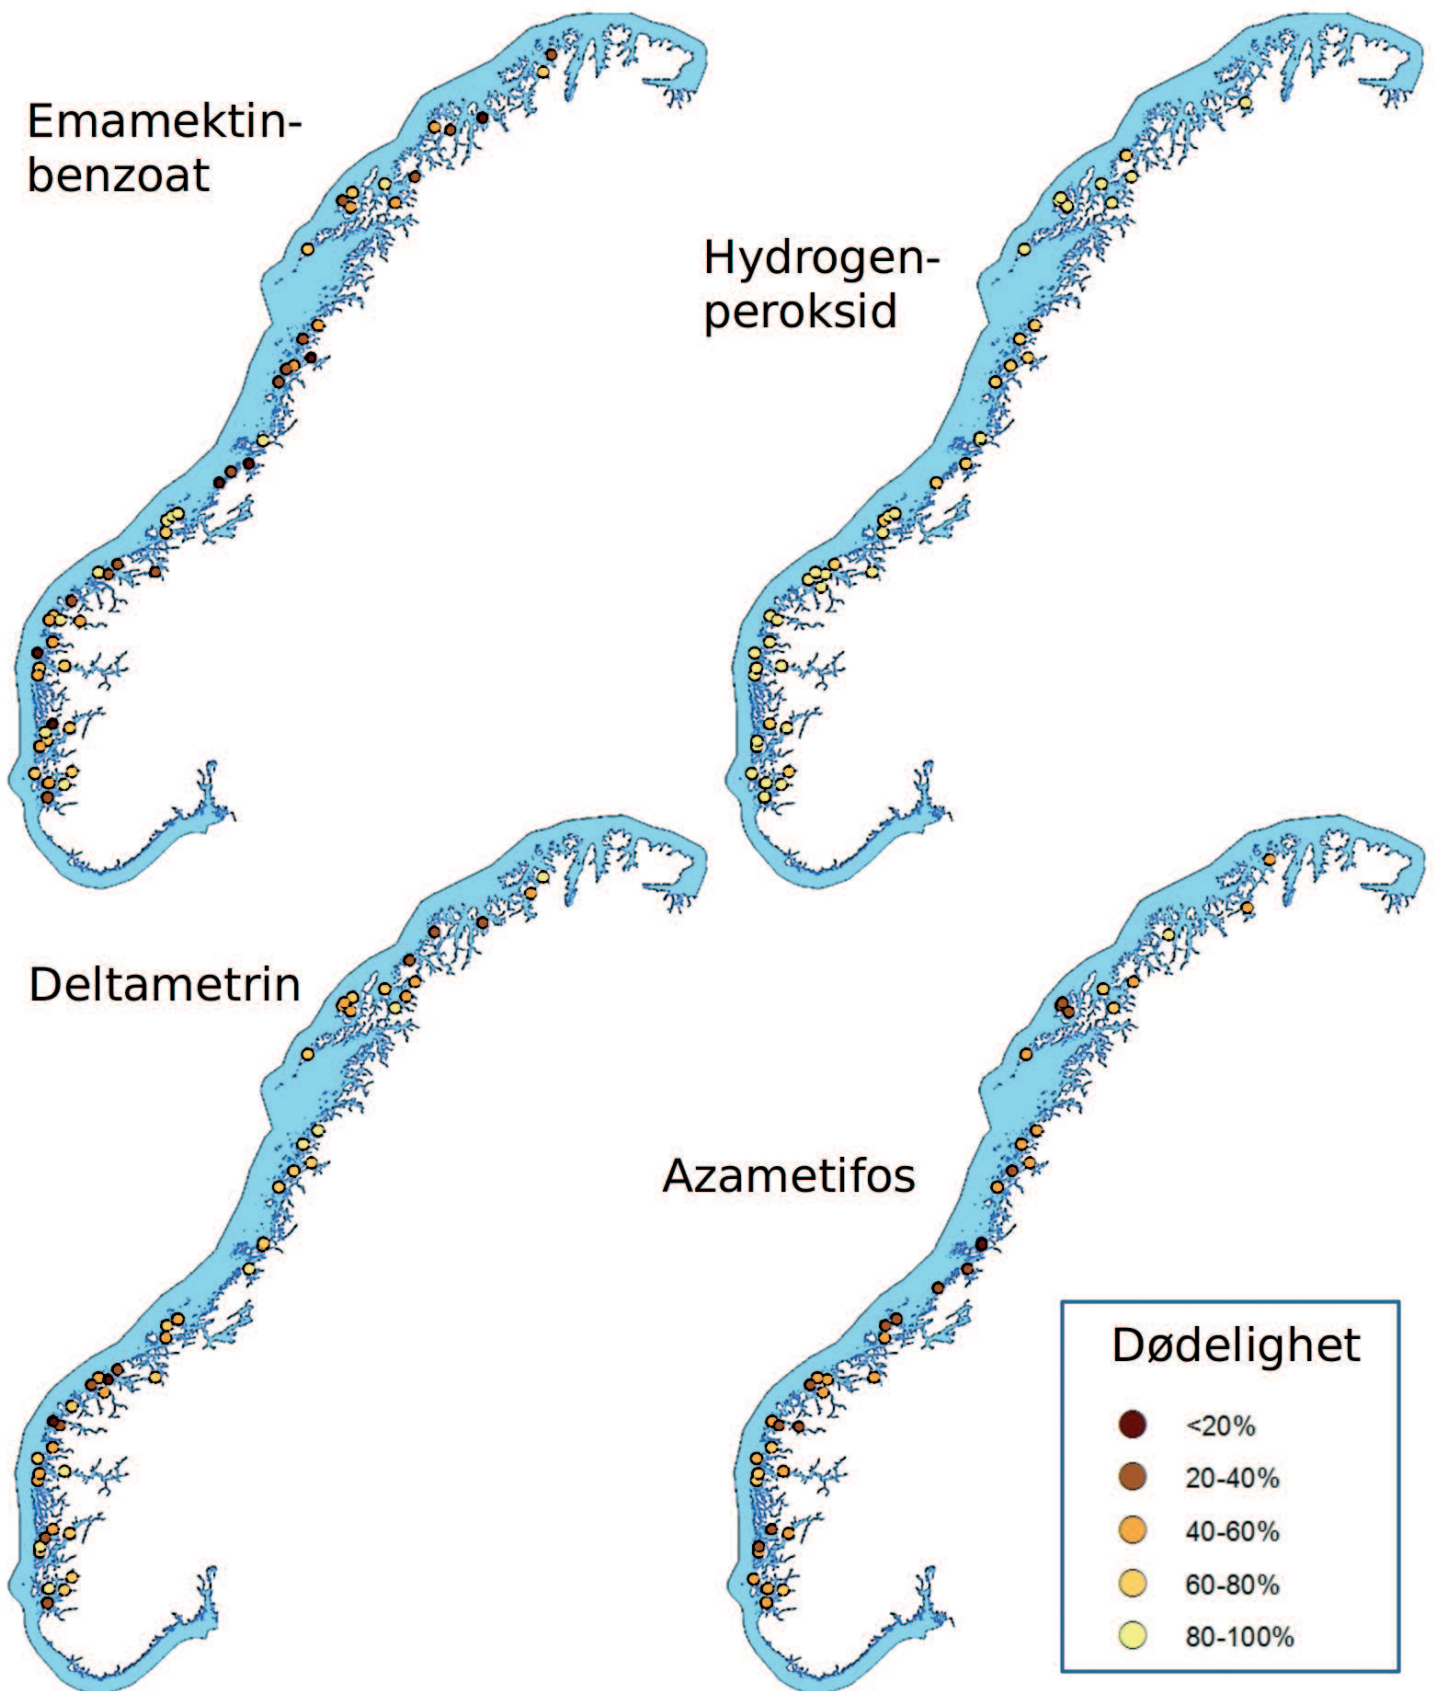 Emamektin-
benzoat
Hydrogen-
peroksid
Deltametrin
Azametifos
Dødelighet
<20%
20-40%
40-60%
60-80%
80-100%